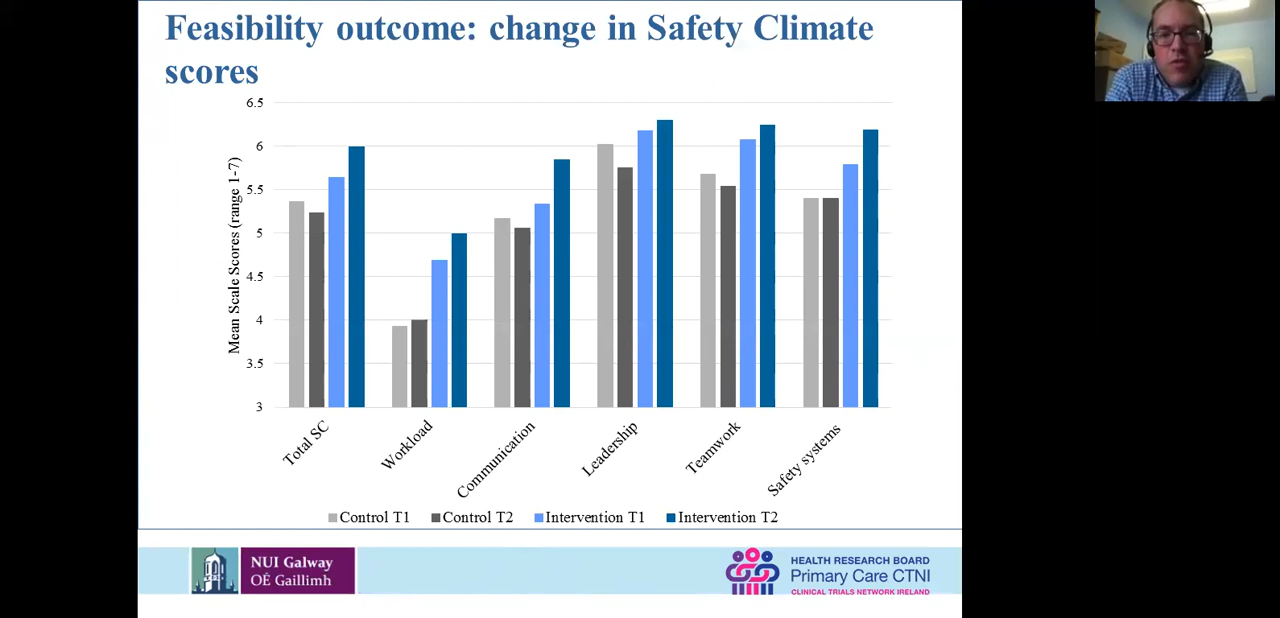 Feasibility outcome: change in Safety Climate
scores
Mean Scale Scores (range 1-7)
6.5
6
5.5
5
4.5
4
3.5
3
Total SC
Workload
Communication
Leadership
Teamwork
Safety systems
Control T1
Control T2
Intervention T1
Intervention T2
NUI Galway
OÉ Gaillimh
HEALTH RESEARCH BOARD
Primary Care CTNI
CLINICAL TRIALS NETWORK IRELAND